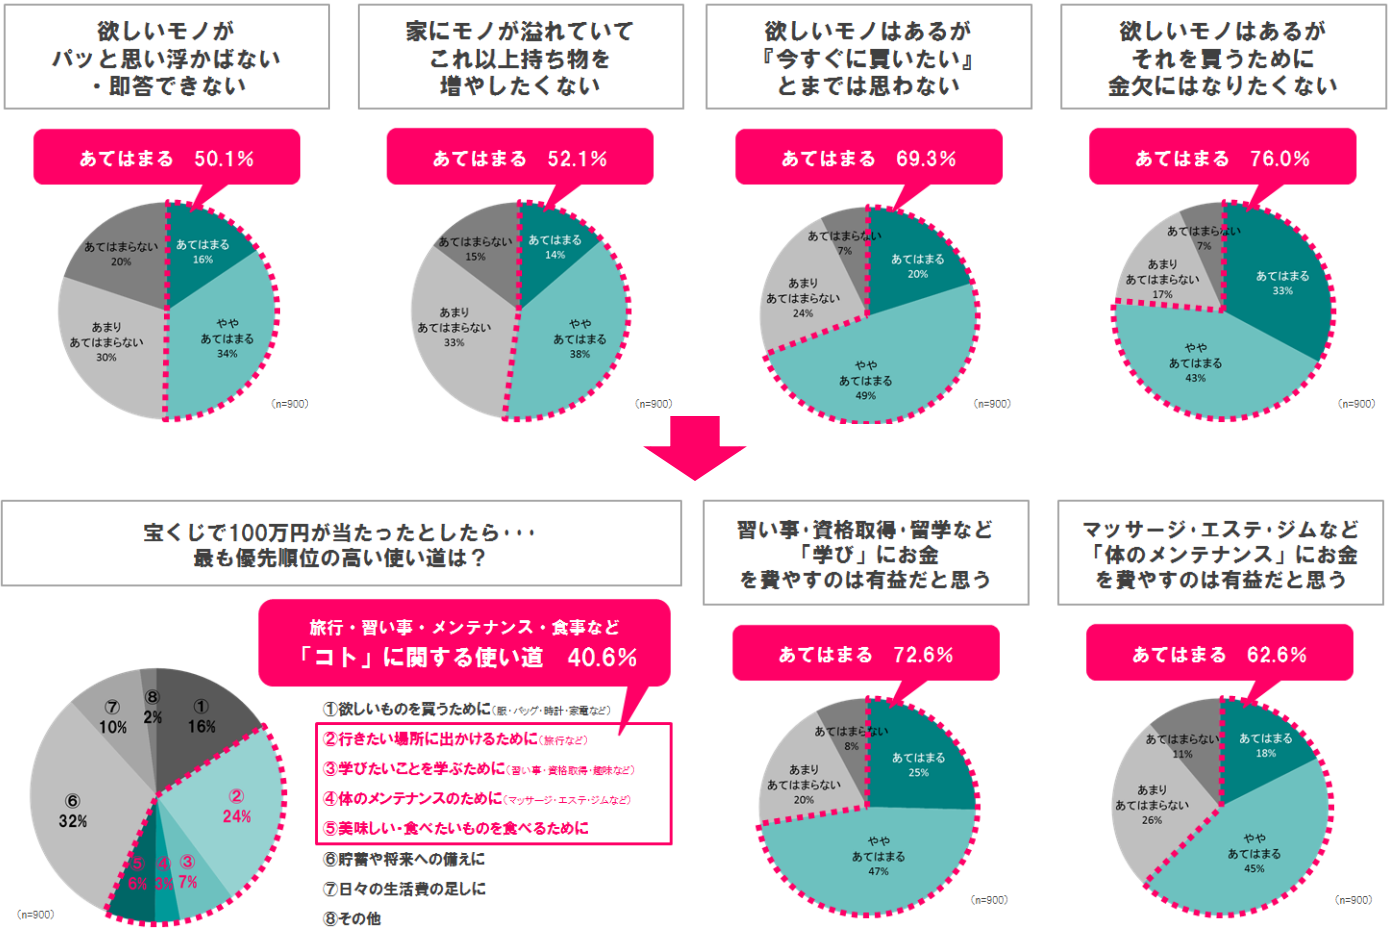 欲しいモノが
パッと思い浮かばない
・即答できない
家にモノが溢れていて
これ以上持ち物を
増やしたくない
欲しいモノはあるが
『今すぐに買いたい』
とまでは思わない
欲しいモノはあるが
それを買うために
金欠にはなりたくない
あてはまる 50.1%
あてはまる 52.1%
あてはまる 69.3%
あてはまる 76.0%
あてはまらない
20%
あてはまる
16%
あまり
あてはまらない
30%
やや
あてはまる
34%
(n=900)
あてはまらない
15%
あてはまる
14%
あまり
あてはまらない
33%
やや
あてはまる
38%
(n=900)
あてはまらない
7%
あてはまる
20%
あまり
あてはまらない
24%
やや
あてはまる
49%
(n=900)
あてはまらない
7%
あてはまる
33%
あまり
あてはまらない
17%
やや
あてはまる
43%
(n=900)
宝くじで100万円が当たったとしたら･･･
最も優先順位の高い使い道は？
旅行・習い事・メンテナンス・食事など
「コト」に関する使い道 40.6%
⑧
2%
①
16%
⑦
10%
②
24%
⑥
32%
⑤
6%
④
3%
③
7%
(n=900)
①欲しいものを買うために(服・バッグ・時計・家電など)
②行きたい場所に出かけるために(旅行など)
③学びたいことを学ぶために(習い事・資格取得・趣味など)
④体のメンテナンスのために(マッサージ・エステ・ジムなど)
⑤美味しい・食べたいものを食べるために
⑥貯蓄や将来への備えに
⑦日々の生活費の足しに
⑧その他
習い事･資格取得･留学など
「学び」にお金
を費やすのは有益だと思う
あてはまる 72.6%
あてはまらない
8%
あてはまる
25%
あまり
あてはまらない
20%
やや
あてはまる
47%
(n=900)
マッサージ･エステ･ジムなど
「体のメンテナンス」にお金
を費やすのは有益だと思う
あてはまる 62.6%
あてはまらない
11%
あてはまる
18%
あまり
あてはまらない
26%
やや
あてはまる
45%
(n=900)